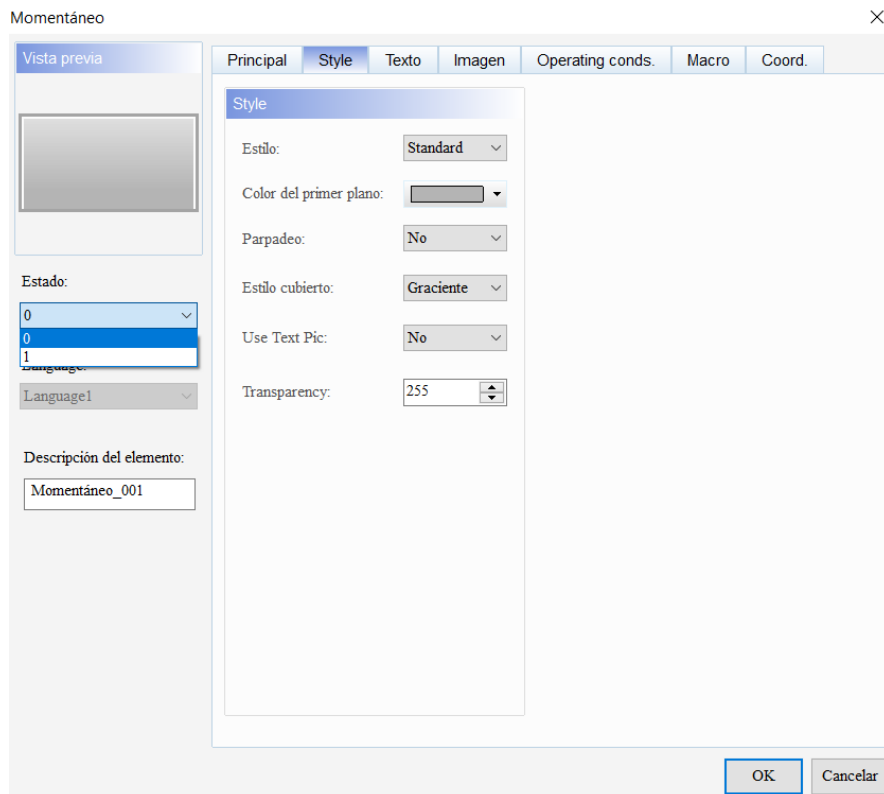 Momentáneo
Vista previa
Principal Style Texto Imagen Operating conds. Macro Coord.
Style
Estilo: Standard
Color del primer plano:
Parpadeo: No
Estado:
Estilo cubierto: Graciente
0
0
Use Text Pic: No
1
Language:
Language1
Transparency: 255
Descripción del elemento:
Momentáneo_001
OK Cancelar